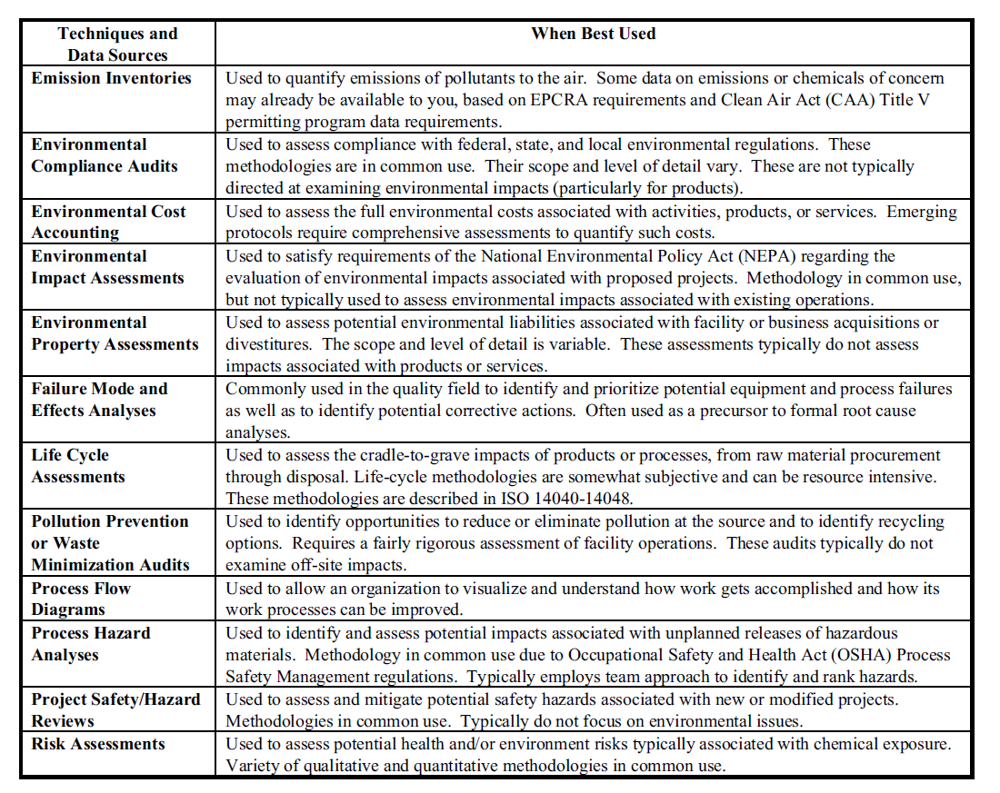 Techniques and
Data Sources
When Best Used
Emission Inventories
Used to quantify emissions of pollutants to the air.  Some data on emissions or chemicals of concern
may already be available to you, based on EPCRA requirements and Clean Air Act (CAA) Title V
permitting program data requirements.
Environmental
Compliance Audits
Used to assess compliance with federal, state, and local environmental regulations.  These
methodologies are in common use.  Their scope and level of detail vary.  These are not typically
directed at examining environmental impacts (particularly for products).
Environmental Cost
Accounting
Used to assess the full environmental costs associated with activities, products, or services.  Emerging
protocols require comprehensive assessments to quantify such costs.
Environmental
Impact Assessments
Used to satisfy requirements of the National Environmental Policy Act (NEPA) regarding the
evaluation of environmental impacts associated with proposed projects.  Methodology in common use,
but not typically used to assess environmental impacts associated with existing operations.
Environmental
Property Assessments
Used to assess potential environmental liabilities associated with facility or business acquisitions or
divestitures.  The scope and level of detail is variable.  These assessments typically do not assess
impacts associated with products or services.
Failure Mode and
Effects Analyses
Commonly used in the quality field to identify and prioritize potential equipment and process failures
as well as to identify potential corrective actions.  Often used as a precursor to formal root cause
analyses.
Life Cycle
Assessments
Used to assess the cradle-to-grave impacts of products or processes, from raw material procurement
through disposal. Life-cycle methodologies are somewhat subjective and can be resource intensive.
These methodologies are described in ISO 14040-14048.
Pollution Prevention
or Waste
Minimization Audits
Used to identify opportunities to reduce or eliminate pollution at the source and to identify recycling
options.  Requires a fairly rigorous assessment of facility operations.  These audits typically do not
examine off-site impacts.
Process Flow
Diagrams
Used to allow an organization to visualize and understand how work gets accomplished and how its
work processes can be improved.
Process Hazard
Analyses
Used to identify and assess potential impacts associated with unplanned releases of hazardous
materials.  Methodology in common use due to Occupational Safety and Health Act (OSHA) Process
Safety Management regulations.  Typically employs team approach to identify and rank hazards.
Project Safety/Hazard
Reviews
Used to assess and mitigate potential safety hazards associated with new or modified projects.
Methodologies in common use.  Typically do not focus on environmental issues.
Risk Assessments
Used to assess potential health and/or environment risks typically associated with chemical exposure.
Variety of qualitative and quantitative methodologies in common use.